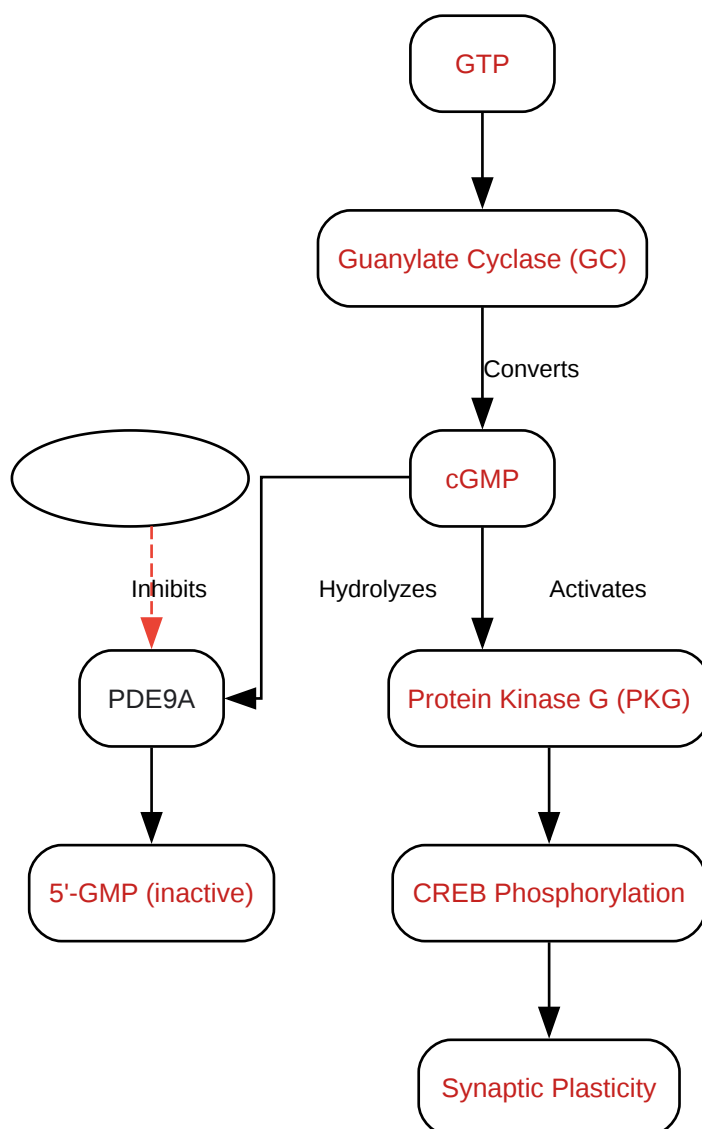 GTP
Guanylate Cyclase (GC)
Converts
cGMP
Inhibits
Hydrolyzes
Activates
PDE9A
Protein Kinase G (PKG)
5'-GMP (inactive)
CREB Phosphorylation
Synaptic Plasticity